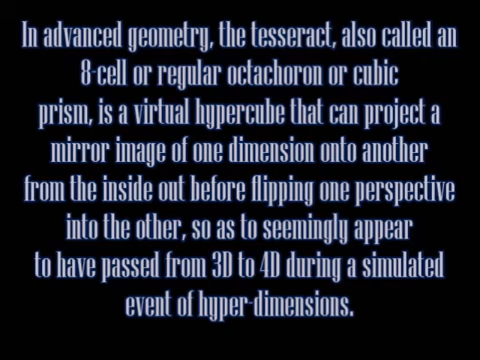 In advanced geometry, the tesseract, also called an
8-cell or regular octachoron or cubic
prism, is a virtual hypercube that can project a
mirror image of one dimension onto another
from the inside out before flipping one perspective
into the other, so as to seemingly appear
to have passed from 3D to 4D during a simulated
event of hyper-dimensions.